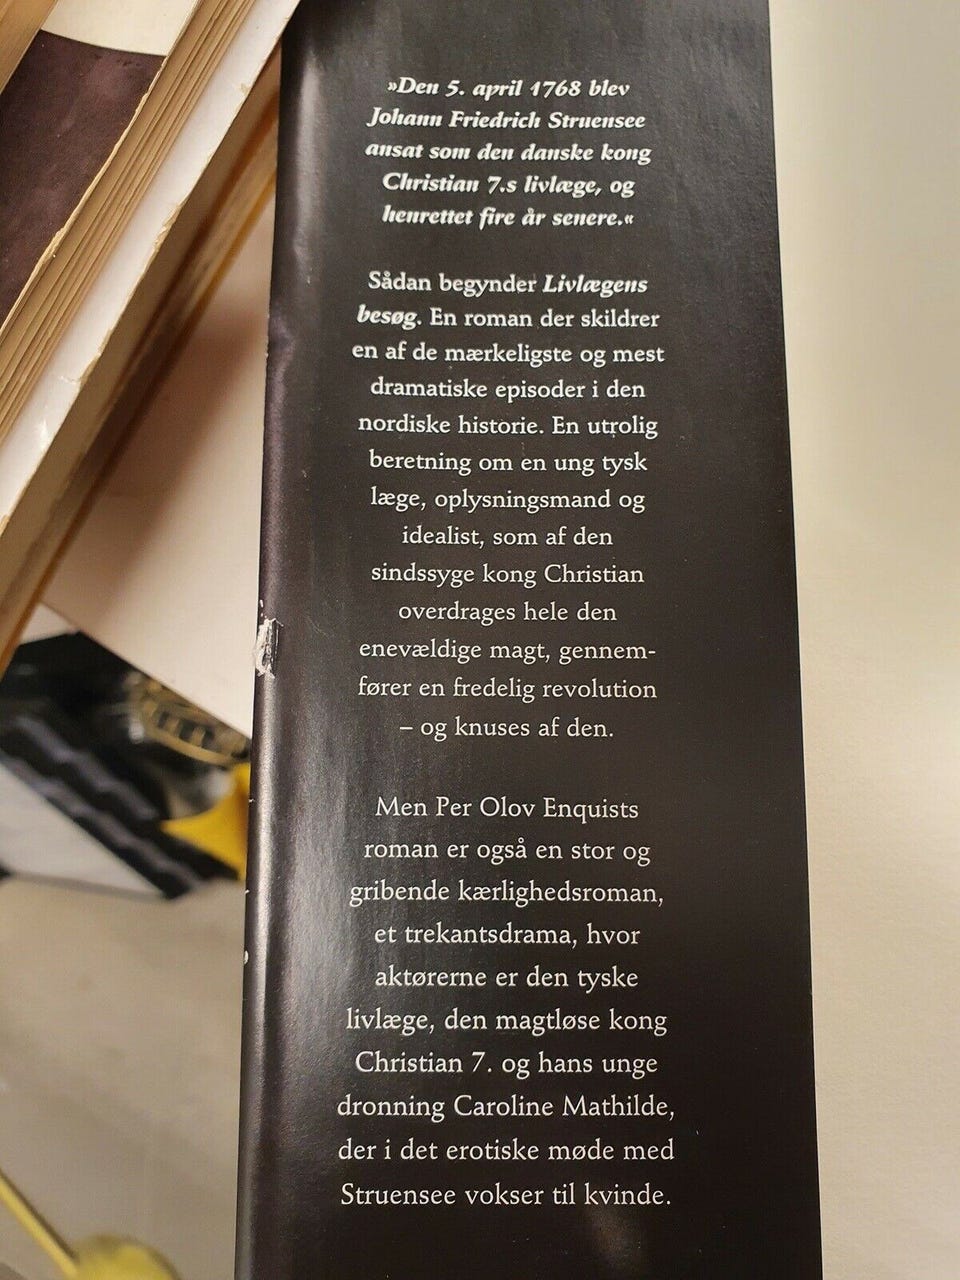 »Den 5. april 1768 blev
Johann Friedrich Struensee
ansat som den danske kong
Christian 7.s livlæge, og
henrettet fire år senere.«
Sådan begynder Livlægens
besøg. En roman der skildrer
en af de mærkeligste og mest
dramatiske episoder i den
nordiske historie. En utrolig
beretning om en ung tysk
læge, oplysningsmand og
idealist, som af den
sindssyge kong Christian
overdrages hele den
enevældige magt, gennem-
fører en fredelig revolution
– og knuses af den.
Men Per Olov Enquists
roman er også en stor og
gribende kærlighedsroman,
et trekantsdrama, hvor
aktørerne er den tyske
livlæge, den magtløse kong
Christian 7. og hans unge
dronning Caroline Mathilde,
der i det erotiske møde med
Struensee vokser til kvinde.